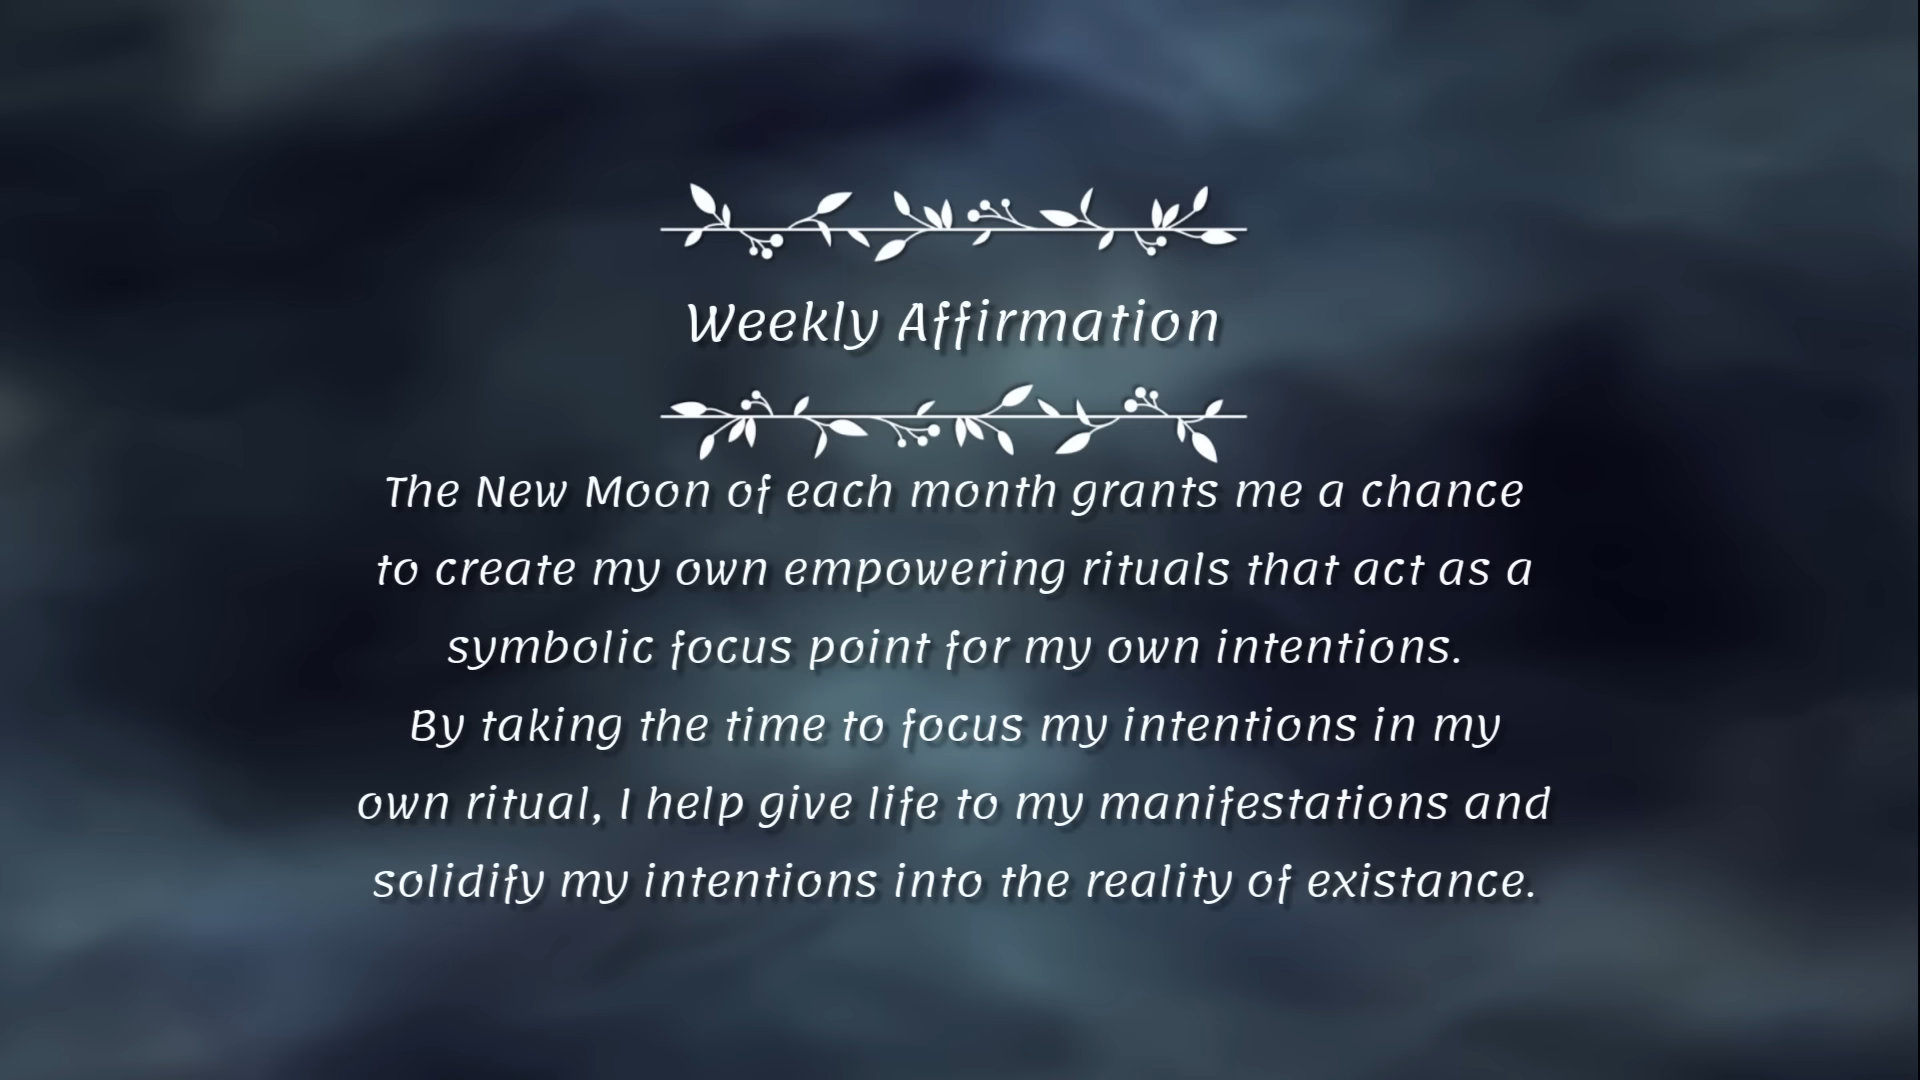 Weekly Affirmation
The New Moon of each month grants me a chance
to create my own empowering rituals that act as a
symbolic focus point for my own intentions.
By taking the time to focus my intentions in my
own ritual, I help give life to my manifestations and
solidify my intentions into the reality of existance.